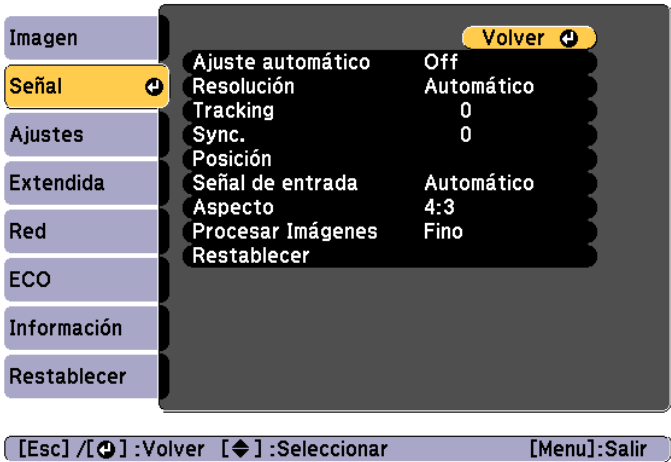 Imagen
Señal
Ajustes
Extendida
Red
ECO
Información
Restablecer
Volver
Ajuste automático Off
Resolución Automático
Tracking 0
Sync. 0
Posición
Señal de entrada Automático
Aspecto 4:3
Procesar Imágenes Fino
Restablecer
[Esc] /[ ] :Volver [ ] :Seleccionar [Menu]:Salir